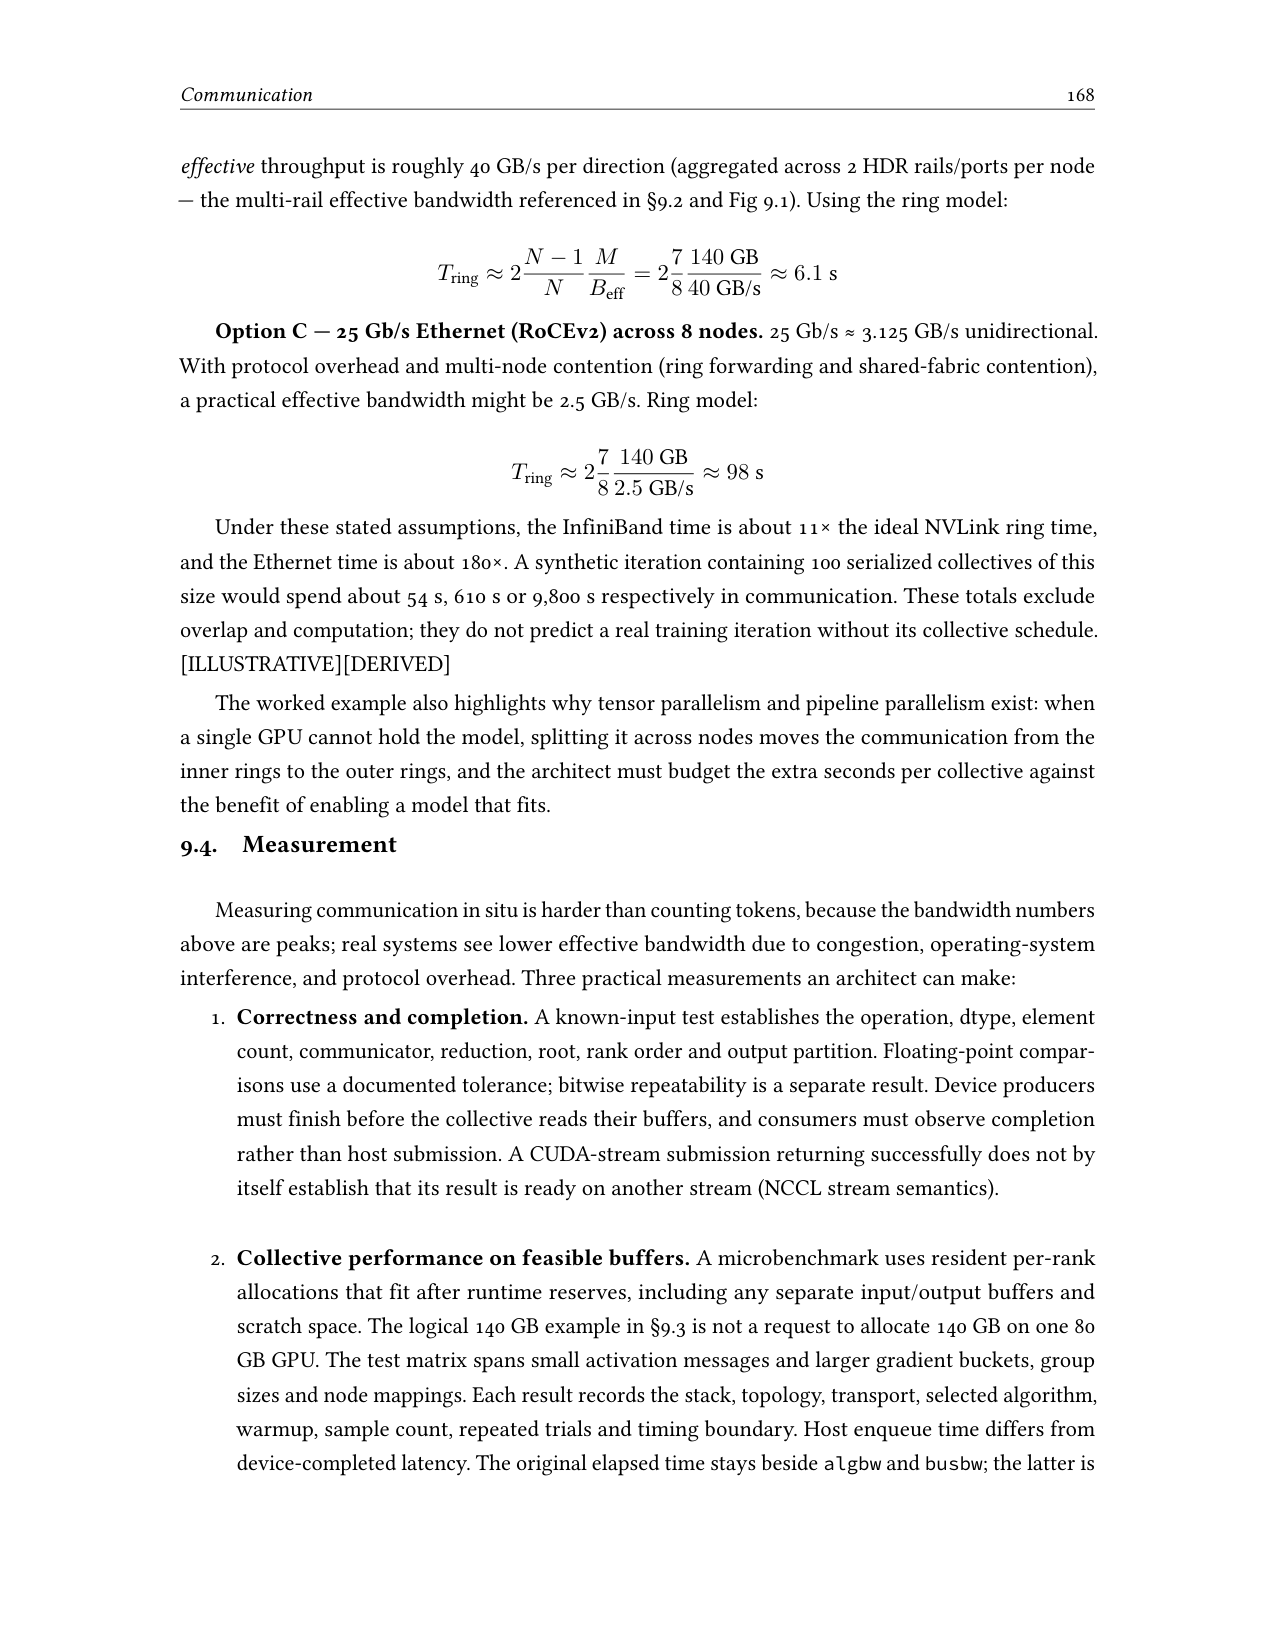 Communication 168
effective throughput is roughly 40 GB/s per direction (aggregated across 2 HDR rails/ports per node
— the multi-rail effective bandwidth referenced in §9.2 and Fig 9.1). Using the ring model:
T_ring ≈ 2 (N − 1)/N M/B_eff = 2 7/8 140 GB/40 GB/s ≈ 6.1 s
Option C — 25 Gb/s Ethernet (RoCEv2) across 8 nodes. 25 Gb/s ≈ 3.125 GB/s unidirectional.
With protocol overhead and multi-node contention (ring forwarding and shared-fabric contention),
a practical effective bandwidth might be 2.5 GB/s. Ring model:
T_ring ≈ 2 7/8 140 GB/2.5 GB/s ≈ 98 s
Under these stated assumptions, the InfiniBand time is about 11× the ideal NVLink ring time,
and the Ethernet time is about 180×. A synthetic iteration containing 100 serialized collectives of this
size would spend about 54 s, 610 s or 9,800 s respectively in communication. These totals exclude
overlap and computation; they do not predict a real training iteration without its collective schedule.
[ILLUSTRATIVE][DERIVED]
The worked example also highlights why tensor parallelism and pipeline parallelism exist: when
a single GPU cannot hold the model, splitting it across nodes moves the communication from the
inner rings to the outer rings, and the architect must budget the extra seconds per collective against
the benefit of enabling a model that fits.
9.4. Measurement
Measuring communication in situ is harder than counting tokens, because the bandwidth numbers
above are peaks; real systems see lower effective bandwidth due to congestion, operating-system
interference, and protocol overhead. Three practical measurements an architect can make:
1. Correctness and completion. A known-input test establishes the operation, dtype, element
count, communicator, reduction, root, rank order and output partition. Floating-point compar-
isons use a documented tolerance; bitwise repeatability is a separate result. Device producers
must finish before the collective reads their buffers, and consumers must observe completion
rather than host submission. A CUDA-stream submission returning successfully does not by
itself establish that its result is ready on another stream (NCCL stream semantics).
2. Collective performance on feasible buffers. A microbenchmark uses resident per-rank
allocations that fit after runtime reserves, including any separate input/output buffers and
scratch space. The logical 140 GB example in §9.3 is not a request to allocate 140 GB on one 80
GB GPU. The test matrix spans small activation messages and larger gradient buckets, group
sizes and node mappings. Each result records the stack, topology, transport, selected algorithm,
warmup, sample count, repeated trials and timing boundary. Host enqueue time differs from
device-completed latency. The original elapsed time stays beside algbw and busbw; the latter is